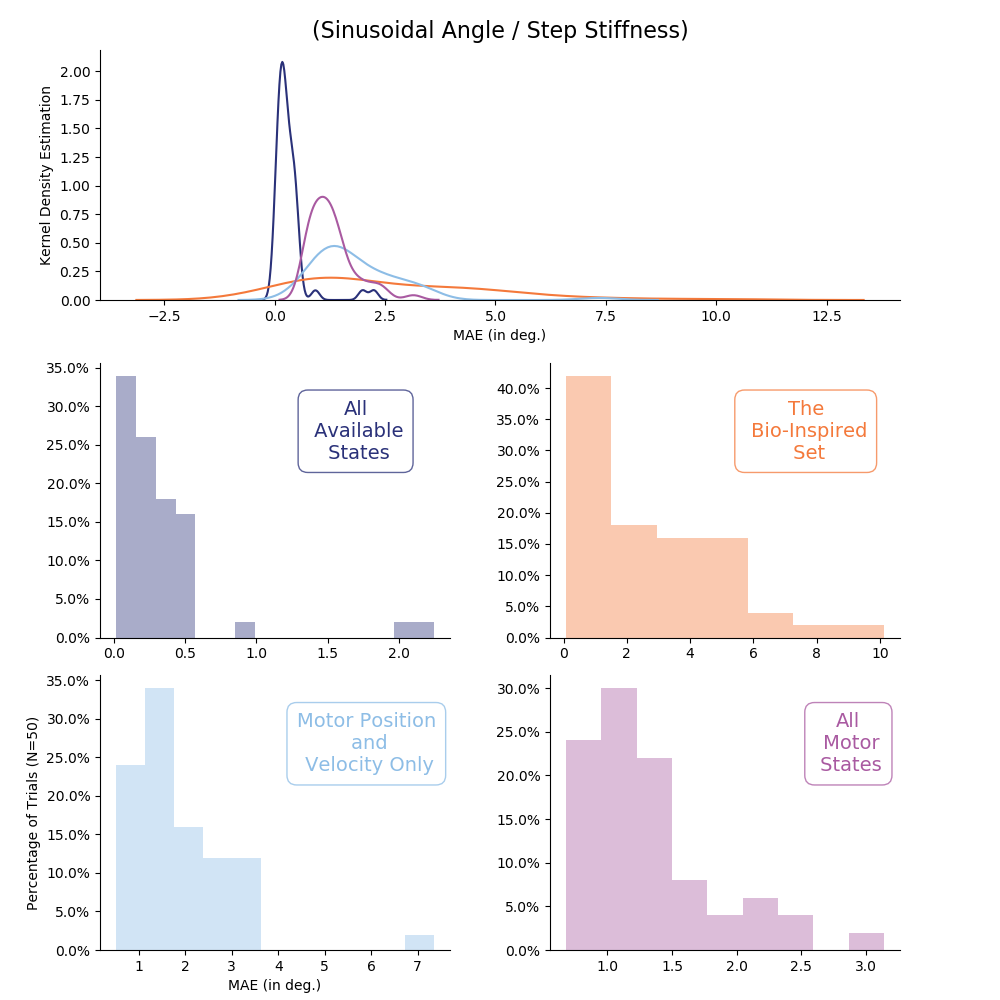 (Sinusoidal Angle / Step Stiffness)
Kernel Density Estimation
2.00
1.75
1.50
1.25
1.00
0.75
0.50
0.25
0.00
−2.5 0.0 2.5 5.0 7.5 10.0 12.5
MAE (in deg.)
35.0%
30.0%
25.0%
20.0%
15.0%
10.0%
5.0%
0.0%
0.0 0.5 1.0 1.5 2.0
All
Available
States
40.0%
35.0%
30.0%
25.0%
20.0%
15.0%
10.0%
5.0%
0.0%
0 2 4 6 8 10
The
Bio-Inspired
Set
Percentage of Trials (N=50)
35.0%
30.0%
25.0%
20.0%
15.0%
10.0%
5.0%
0.0%
1 2 3 4 5 6 7
MAE (in deg.)
Motor Position
and
Velocity Only
30.0%
25.0%
20.0%
15.0%
10.0%
5.0%
0.0%
1.0 1.5 2.0 2.5 3.0
All
Motor
States